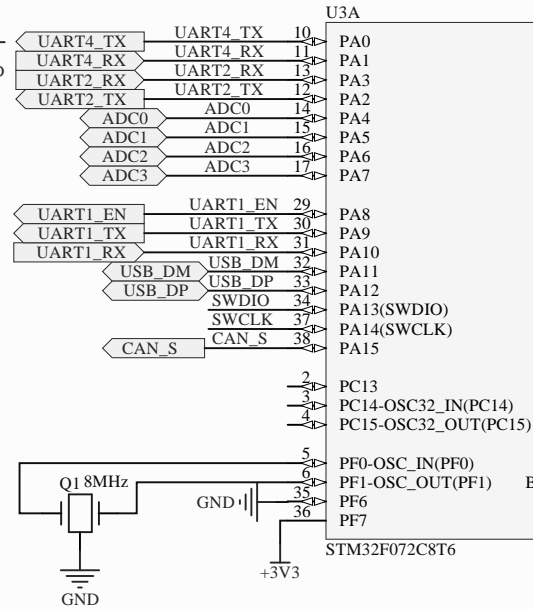 U3A
UART4_TX UART4_TX 10 PA0
UART4_RX UART4_RX 11 PA1
UART2_RX UART2_RX 13 PA3
UART2_TX UART2_TX 12 PA2
ADC0 ADC0 14 PA4
ADC1 ADC1 15 PA5
ADC2 ADC2 16 PA6
ADC3 ADC3 17 PA7
UART1_EN UART1_EN 29 PA8
UART1_TX UART1_TX 30 PA9
UART1_RX UART1_RX 31 PA10
USB_DM USB_DM 32 PA11
USB_DP USB_DP 33 PA12
SWDIO 34 PA13(SWDIO)
SWCLK 37 PA14(SWCLK)
CAN_S CAN_S 38 PA15
2 PC13
3 PC14-OSC32_IN(PC14)
4 PC15-OSC32_OUT(PC15)
5 PF0-OSC_IN(PF0)
Q1 8MHz 6 PF1-OSC_OUT(PF1)
GND 35 PF6
36 PF7
STM32F072C8T6
+3V3
GND